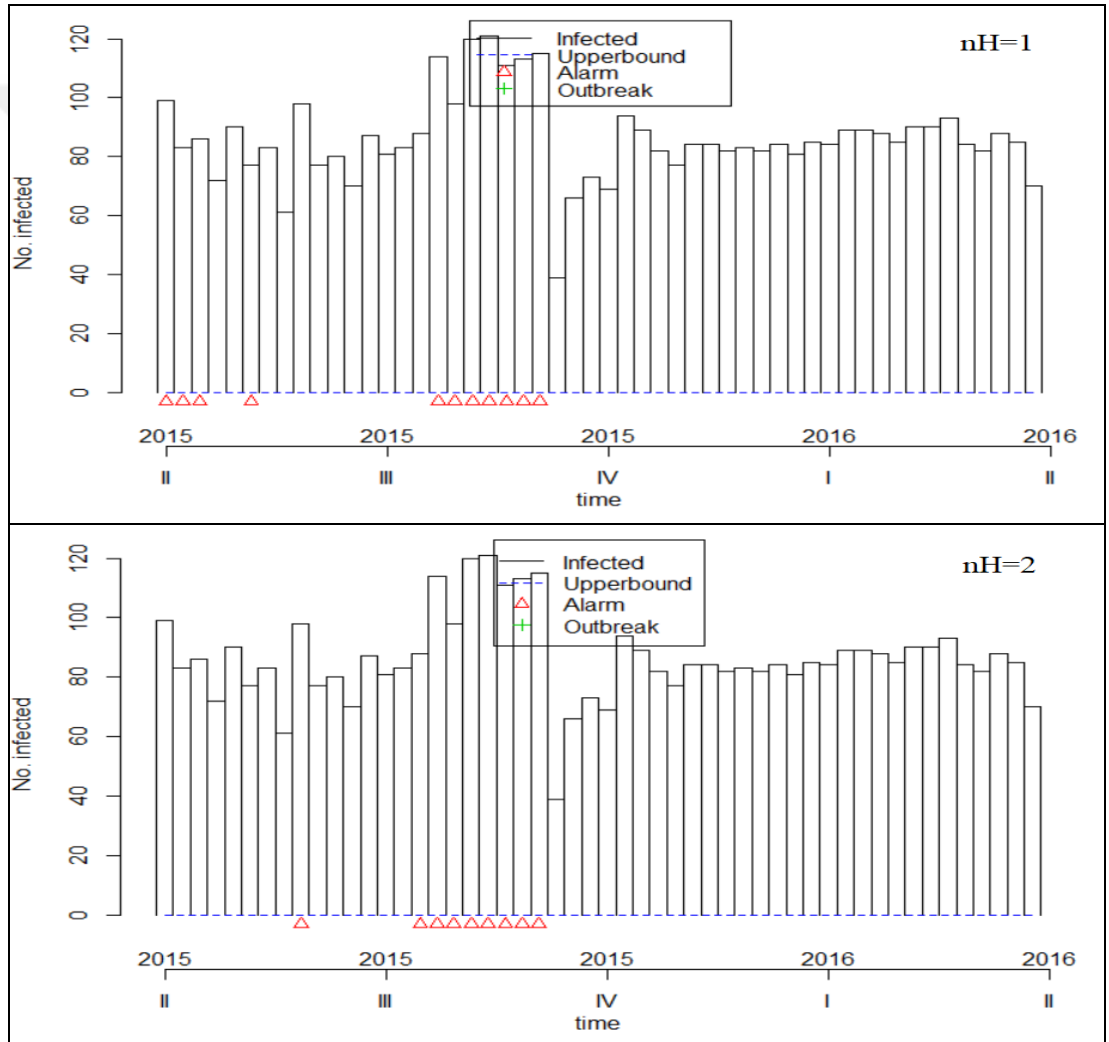 nH=1
Infected
Upperbound
Alarm
Outbreak
No. infected
120
100
80
60
40
20
0
2015 2015 2015 2016 2016
II III IV I II
time
nH=2
Infected
Upperbound
Alarm
Outbreak
No. infected
120
100
80
60
40
20
0
2015 2015 2015 2016 2016
II III IV I II
time